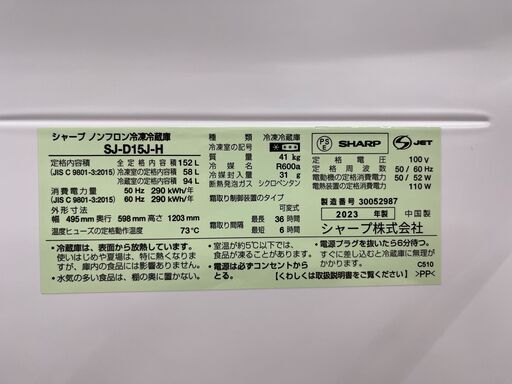 シャープ ノンフロン冷凍冷蔵庫
SJ-D15J-H
定格内容積 全定格内容積 152 L
(JIS C 9801-3:2015) 冷凍室の定格内容積 58 L
冷蔵室の定格内容積 94 L
消費電力量 50 Hz 290 kWh/年
(JIS C 9801-3:2015) 60 Hz 290 kWh/年
外形寸法
幅 495 mm 奥行 598 mm 高さ 1203 mm
温度ヒューズの定格動作温度 73℃
種類 冷凍冷蔵庫
冷凍室の記号
質量 41 kg
冷媒 R600a
冷媒封入量 31 g
断熱発泡ガス シクロペンタン
霜取り制御装置のタイプ
可変式
霜取り間隔 最長 36 時間
最短 6 時間
PS E SHARP S JET
定格電圧 100 V
定格周波数 50 / 60 Hz
電動機の定格消費電力 50 / 52 W
電熱装置の定格消費電力 110 W
製造番号 30052987
2023 年製 中国製
シャープ株式会社
・冷蔵庫は、表面から放熱しています。
使いはじめや夏場は、特に熱くなりますが、
庫内の食品には影響ありません。
・水気の多い食品は、棚の奥に置かない。
・室温が約5℃以下では、
食品が凍ることがあります。
・電源は必ずコンセントから
とる。
・電源プラグを抜いたら6分待つ。
すぐに差し込むと冷蔵庫に無理が
かかります。
【くわしくは取扱説明書をご覧ください】 >PP<
C510